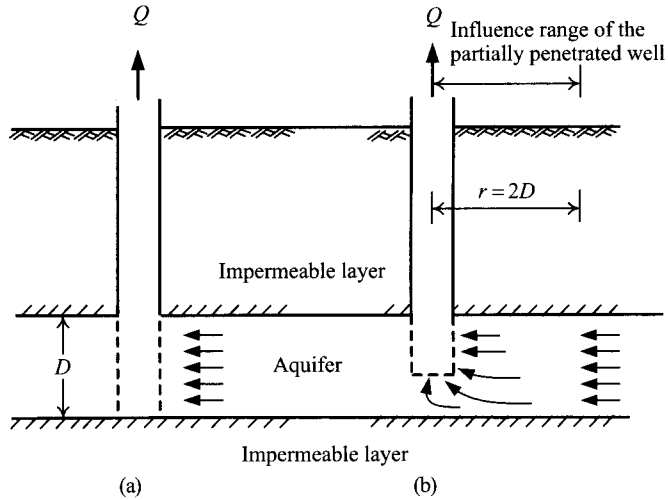 Q
Q
Influence range of the
partially penetrated well
r = 2D
Impermeable layer
D
Aquifer
Impermeable layer
(a)
(b)